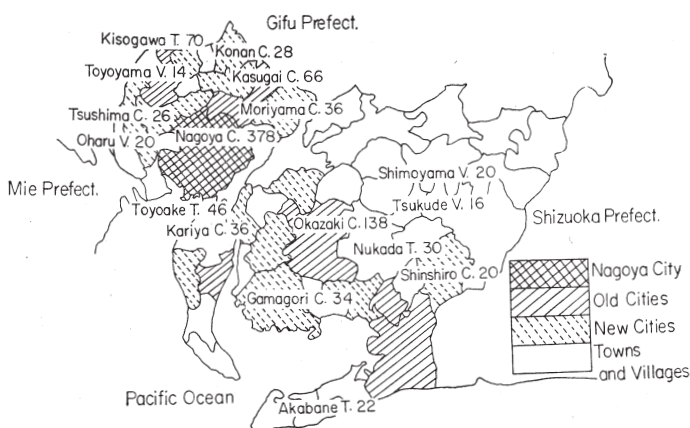 Gifu Prefect.
Kisogawa T. 70
Konan C. 28
Toyoyama V. 14
Kasugai C. 66
Tsushima C. 26
Moriyama C. 36
Oharu V. 20
Nagoya C. 378
Shimoyama V. 20
Mie Prefect.
Tsukude V. 16
Toyoake T. 46
Okazaki C. 138
Shizuoka Prefect.
Kariya C. 36
Nukada T. 30
Shinshiro C. 20
Nagoya City
Gamagori C. 34
Old Cities
New Cities
Towns
and Villages
Pacific Ocean
Akabane T. 22